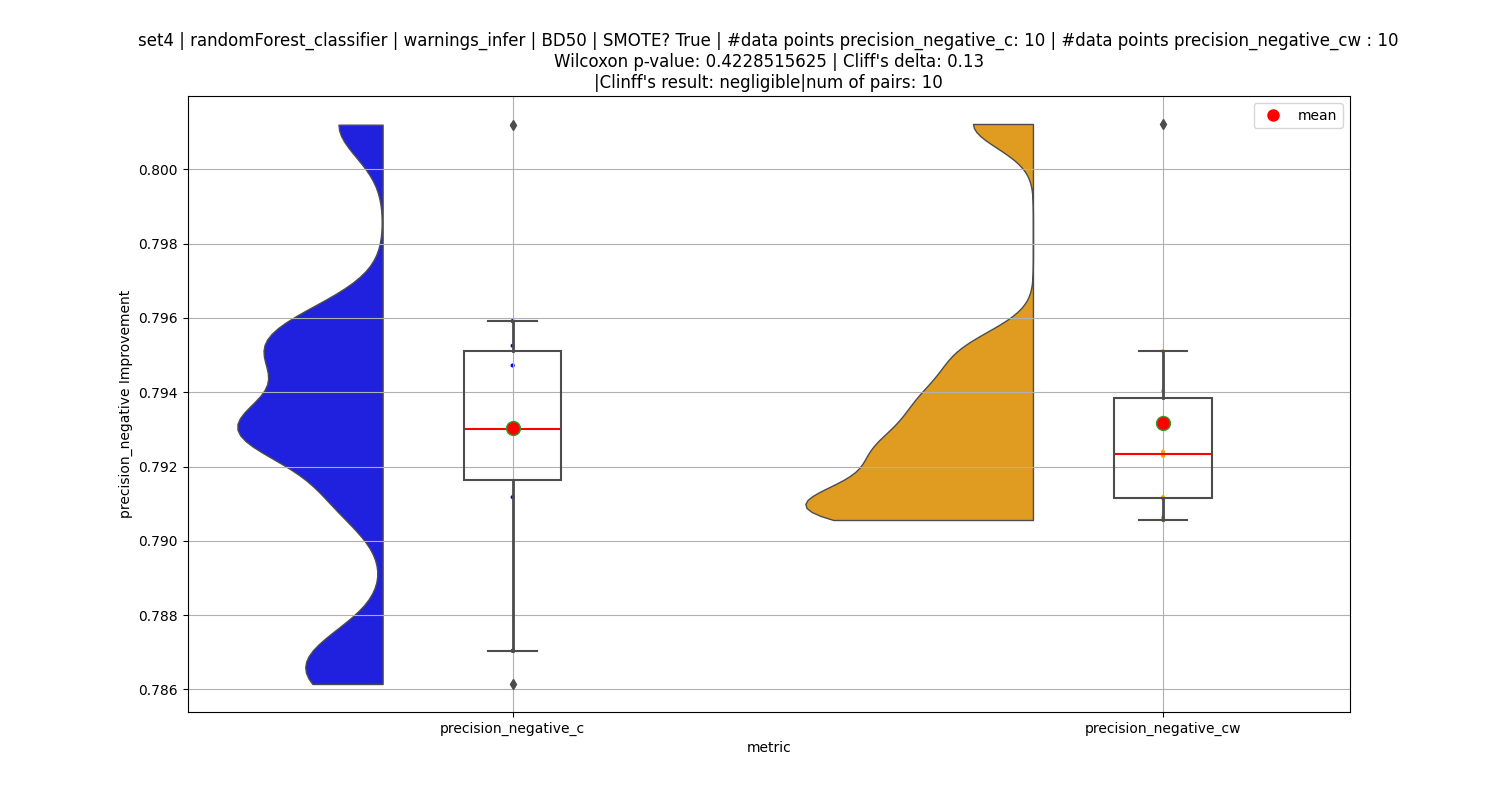 set4 | randomForest_classifier | warnings_infer | BD50 | SMOTE? True | #data points precision_negative_c: 10 | #data points precision_negative_cw : 10
Wilcoxon p-value: 0.4228515625 | Cliff's delta: 0.13
|Clinff's result: negligible|num of pairs: 10
mean
0.800
0.798
0.796
0.794
0.792
0.790
0.788
0.786
precision_negative Improvement
precision_negative_c
precision_negative_cw
metric